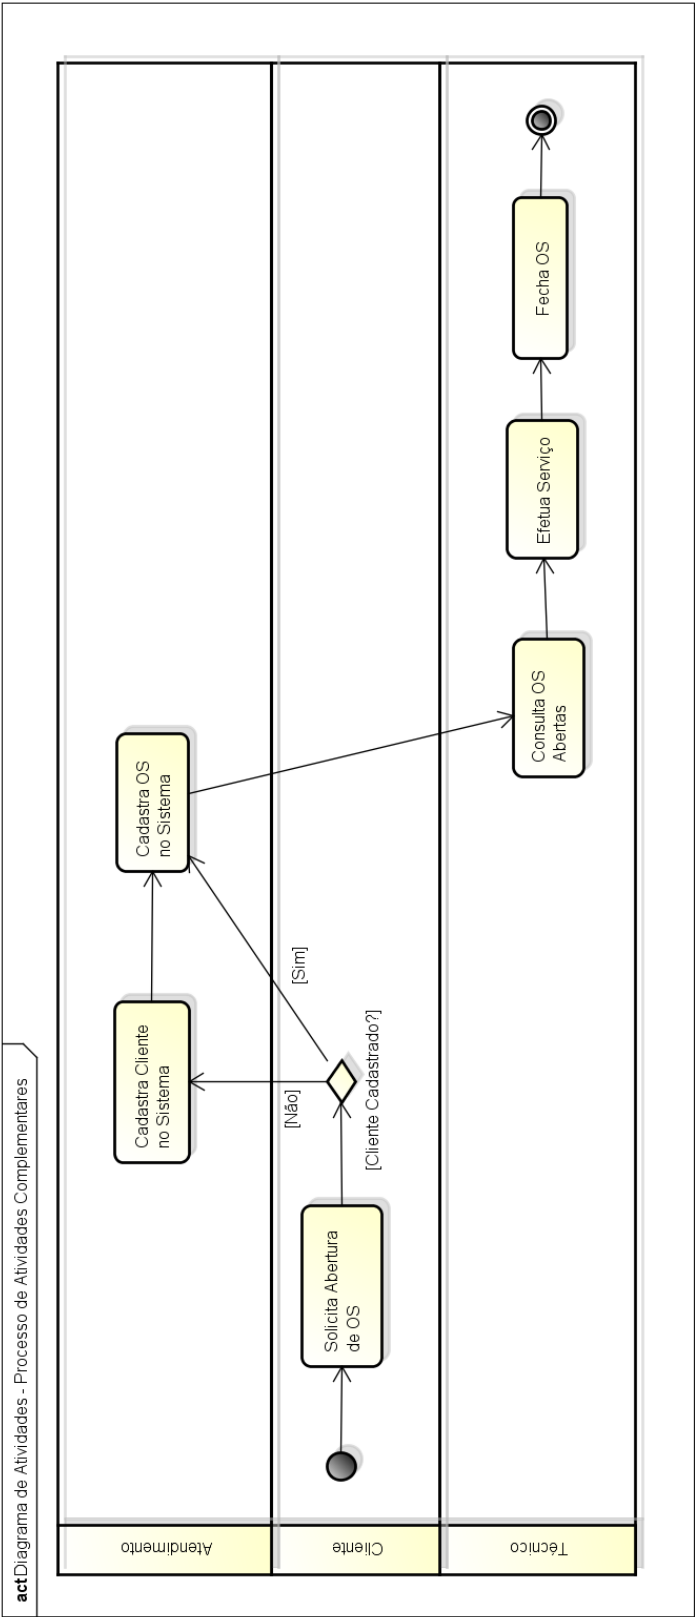 act Diagrama de Atividades - Processo de Atividades Complementares
Atendimento
Cadastra Cliente
no Sistema
Cadastra OS
no Sistema
Cliente
Solicita Abertura
de OS
[Cliente Cadastrado?]
[Não]
[Sim]
Técnico
Consulta OS
Abertas
Efetua Serviço
Fecha OS